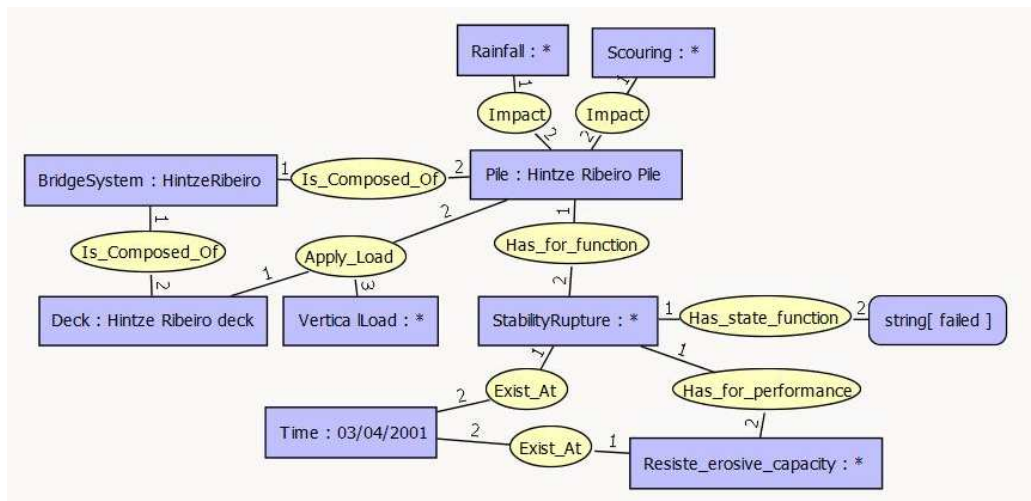 Rainfall : *
Scouring : *
1
1
Impact
Impact
2
2
BridgeSystem : HintzeRibeiro
1
Is_Composed_Of
2
Pile : Hintze Ribeiro Pile
1
2
1
Is_Composed_Of
Apply_Load
Has_for_function
2
1
3
2
Deck : Hintze Ribeiro deck
Vertica lLoad : *
StabilityRupture : *
1
Has_state_function
2
string[ failed ]
1
1
Exist_At
Has_for_performance
2
Time : 03/04/2001
2
Exist_At
1
2
Resiste_erosive_capacity : *